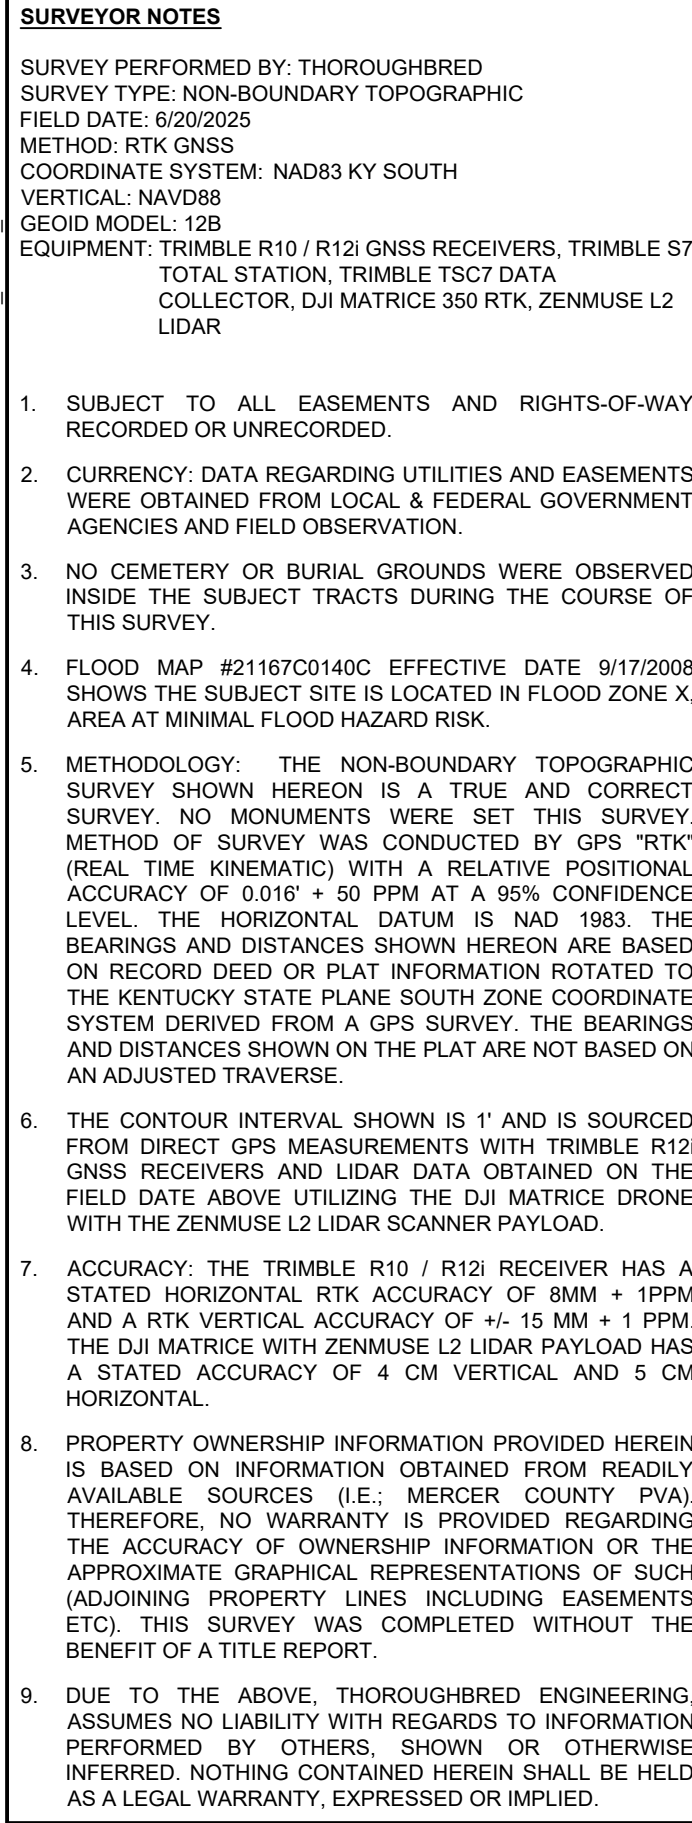 SURVEYOR NOTES
SURVEY PERFORMED BY: THOROUGHBRED
SURVEY TYPE: NON-BOUNDARY TOPOGRAPHIC
FIELD DATE: 6/20/2025
METHOD: RTK GNSS
COORDINATE SYSTEM: NAD83 KY SOUTH
VERTICAL: NAVD88
GEOID MODEL: 12B
EQUIPMENT: TRIMBLE R10 / R12i GNSS RECEIVERS, TRIMBLE S7
TOTAL STATION, TRIMBLE TSC7 DATA
COLLECTOR, DJI MATRICE 350 RTK, ZENMUSE L2
LIDAR
1. SUBJECT TO ALL EASEMENTS AND RIGHTS-OF-WAY
RECORDED OR UNRECORDED.
2. CURRENCY: DATA REGARDING UTILITIES AND EASEMENTS
WERE OBTAINED FROM LOCAL & FEDERAL GOVERNMENT
AGENCIES AND FIELD OBSERVATION.
3. NO CEMETERY OR BURIAL GROUNDS WERE OBSERVED
INSIDE THE SUBJECT TRACTS DURING THE COURSE OF
THIS SURVEY.
4. FLOOD MAP #21167C0140C EFFECTIVE DATE 9/17/2008
SHOWS THE SUBJECT SITE IS LOCATED IN FLOOD ZONE X,
AREA AT MINIMAL FLOOD HAZARD RISK.
5. METHODOLOGY: THE NON-BOUNDARY TOPOGRAPHIC
SURVEY SHOWN HEREON IS A TRUE AND CORRECT
SURVEY. NO MONUMENTS WERE SET THIS SURVEY.
METHOD OF SURVEY WAS CONDUCTED BY GPS "RTK"
(REAL TIME KINEMATIC) WITH A RELATIVE POSITIONAL
ACCURACY OF 0.016' + 50 PPM AT A 95% CONFIDENCE
LEVEL. THE HORIZONTAL DATUM IS NAD 1983. THE
BEARINGS AND DISTANCES SHOWN HEREON ARE BASED
ON RECORD DEED OR PLAT INFORMATION ROTATED TO
THE KENTUCKY STATE PLANE SOUTH ZONE COORDINATE
SYSTEM DERIVED FROM A GPS SURVEY. THE BEARINGS
AND DISTANCES SHOWN ON THE PLAT ARE NOT BASED ON
AN ADJUSTED TRAVERSE.
6. THE CONTOUR INTERVAL SHOWN IS 1' AND IS SOURCED
FROM DIRECT GPS MEASUREMENTS WITH TRIMBLE R12i
GNSS RECEIVERS AND LIDAR DATA OBTAINED ON THE
FIELD DATE ABOVE UTILIZING THE DJI MATRICE DRONE
WITH THE ZENMUSE L2 LIDAR SCANNER PAYLOAD.
7. ACCURACY: THE TRIMBLE R10 / R12i RECEIVER HAS A
STATED HORIZONTAL RTK ACCURACY OF 8MM + 1PPM
AND A RTK VERTICAL ACCURACY OF +/- 15 MM + 1 PPM.
THE DJI MATRICE WITH ZENMUSE L2 LIDAR PAYLOAD HAS
A STATED ACCURACY OF 4 CM VERTICAL AND 5 CM
HORIZONTAL.
8. PROPERTY OWNERSHIP INFORMATION PROVIDED HEREIN
IS BASED ON INFORMATION OBTAINED FROM READILY
AVAILABLE SOURCES (I.E.; MERCER COUNTY PVA).
THEREFORE, NO WARRANTY IS PROVIDED REGARDING
THE ACCURACY OF OWNERSHIP INFORMATION OR THE
APPROXIMATE GRAPHICAL REPRESENTATIONS OF SUCH
(ADJOINING PROPERTY LINES INCLUDING EASEMENTS
ETC). THIS SURVEY WAS COMPLETED WITHOUT THE
BENEFIT OF A TITLE REPORT.
9. DUE TO THE ABOVE, THOROUGHBRED ENGINEERING,
ASSUMES NO LIABILITY WITH REGARDS TO INFORMATION
PERFORMED BY OTHERS, SHOWN OR OTHERWISE
INFERRED. NOTHING CONTAINED HEREIN SHALL BE HELD
AS A LEGAL WARRANTY, EXPRESSED OR IMPLIED.